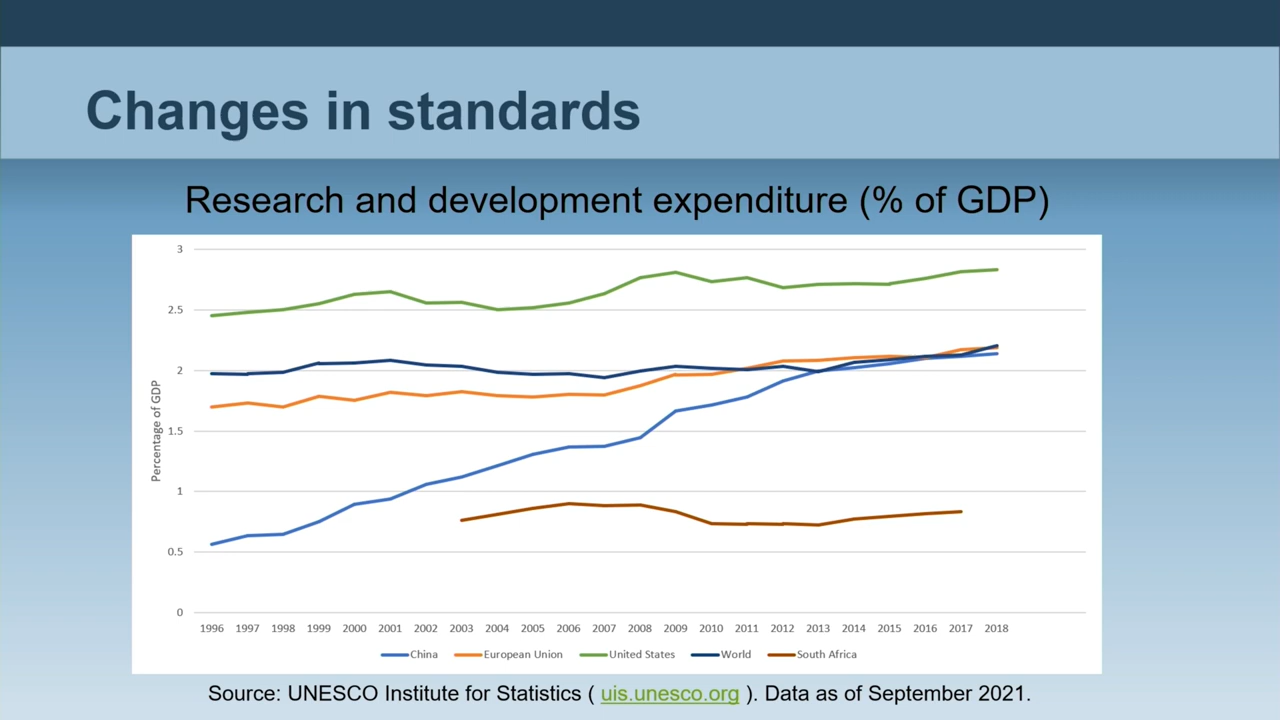 Changes in standards
Research and development expenditure (% of GDP)
3
2.5
2
1.5
1
0.5
0
Percentage of GDP
1996 1997 1998 1999 2000 2001 2002 2003 2004 2005 2006 2007 2008 2009 2010 2011 2012 2013 2014 2015 2016 2017 2018
China European Union United States World South Africa
Source: UNESCO Institute for Statistics ( uis.unesco.org ). Data as of September 2021.